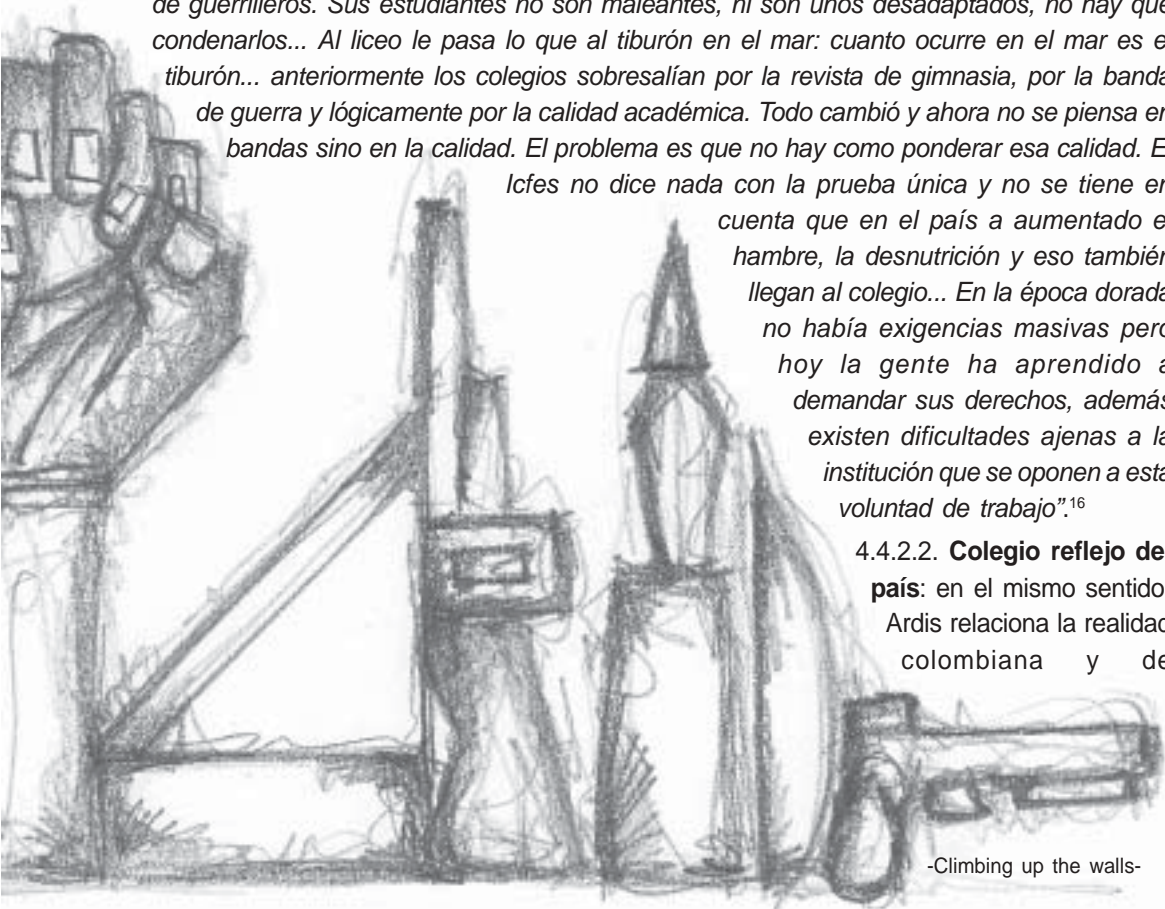 de guerrilleros. Sus estudiantes no son maleantes, ni son unos desadaptados, no hay que
condenarlos... Al liceo le pasa lo que al tiburón en el mar: cuanto ocurre en el mar es e
tiburón... anteriormente los colegios sobresalían por la revista de gimnasia, por la banda
de guerra y lógicamente por la calidad académica. Todo cambió y ahora no se piensa en
bandas sino en la calidad. El problema es que no hay como ponderar esa calidad. E
Icfes no dice nada con la prueba única y no se tiene en
cuenta que en el país a aumentado e
hambre, la desnutrición y eso también
llegan al colegio... En la época dorada
no había exigencias masivas pero
hoy la gente ha aprendido a
demandar sus derechos, además
existen dificultades ajenas a la
institución que se oponen a esta
voluntad de trabajo”.16
4.4.2.2. Colegio reflejo de
país: en el mismo sentido
Ardis relaciona la realidad
colombiana y de
-Climbing up the walls-